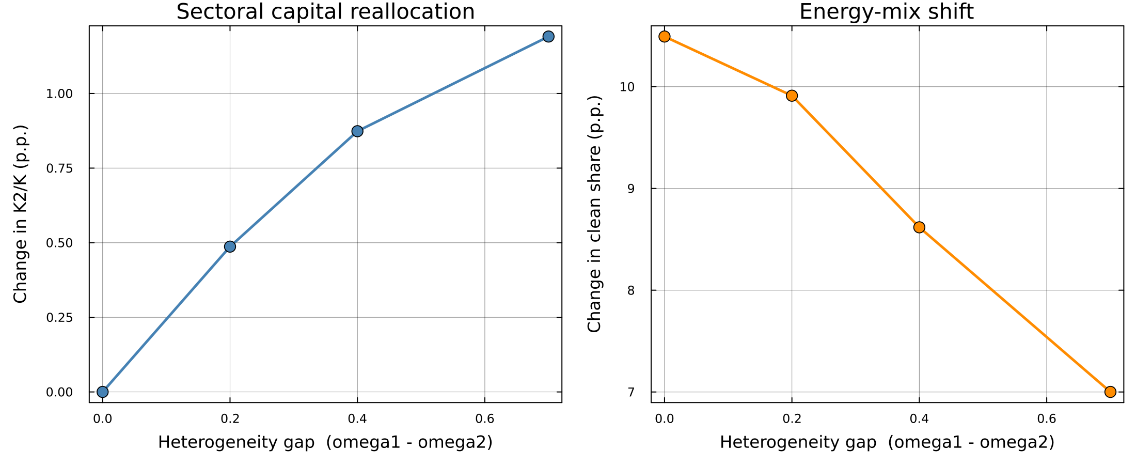 Sectoral capital reallocation
Change in K2/K (p.p.)
1.00
0.75
0.50
0.25
0.00
0.0 0.2 0.4 0.6
Heterogeneity gap (omega1 - omega2)
Energy-mix shift
Change in clean share (p.p.)
10
9
8
7
0.0 0.2 0.4 0.6
Heterogeneity gap (omega1 - omega2)